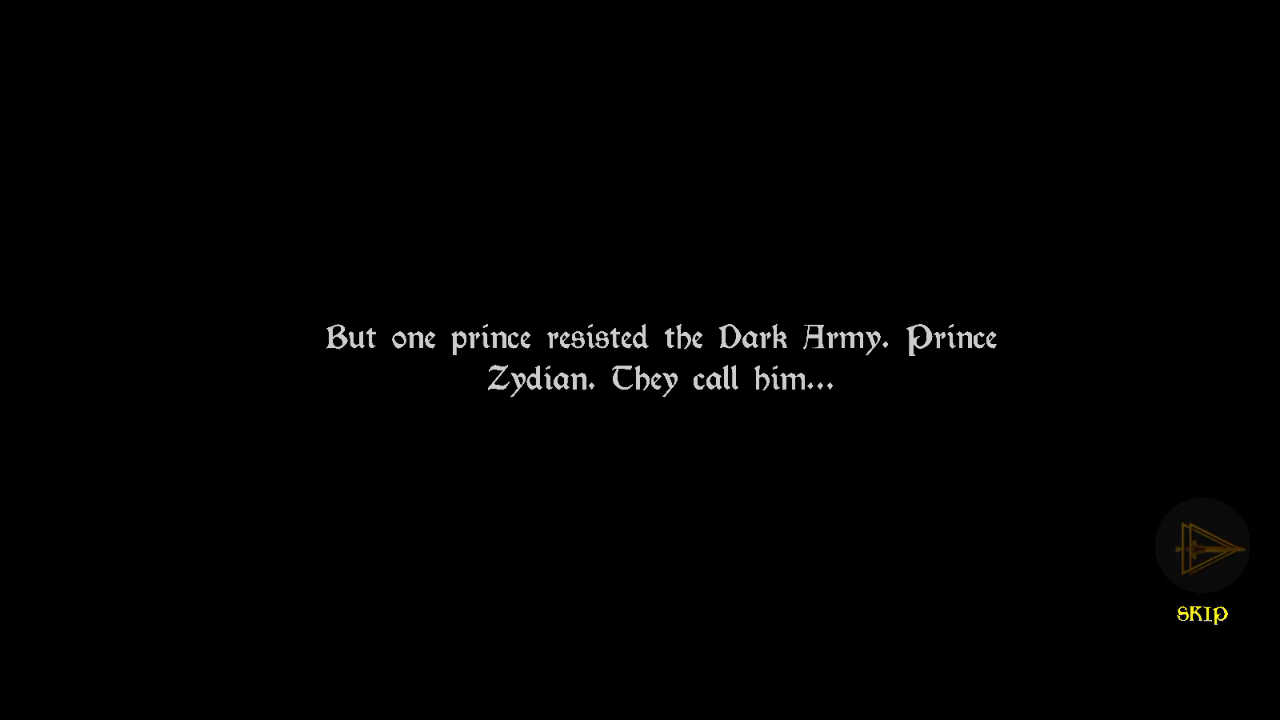 But one prince resisted the Dark Army. Prince
Zydian. They call him...
SKIP